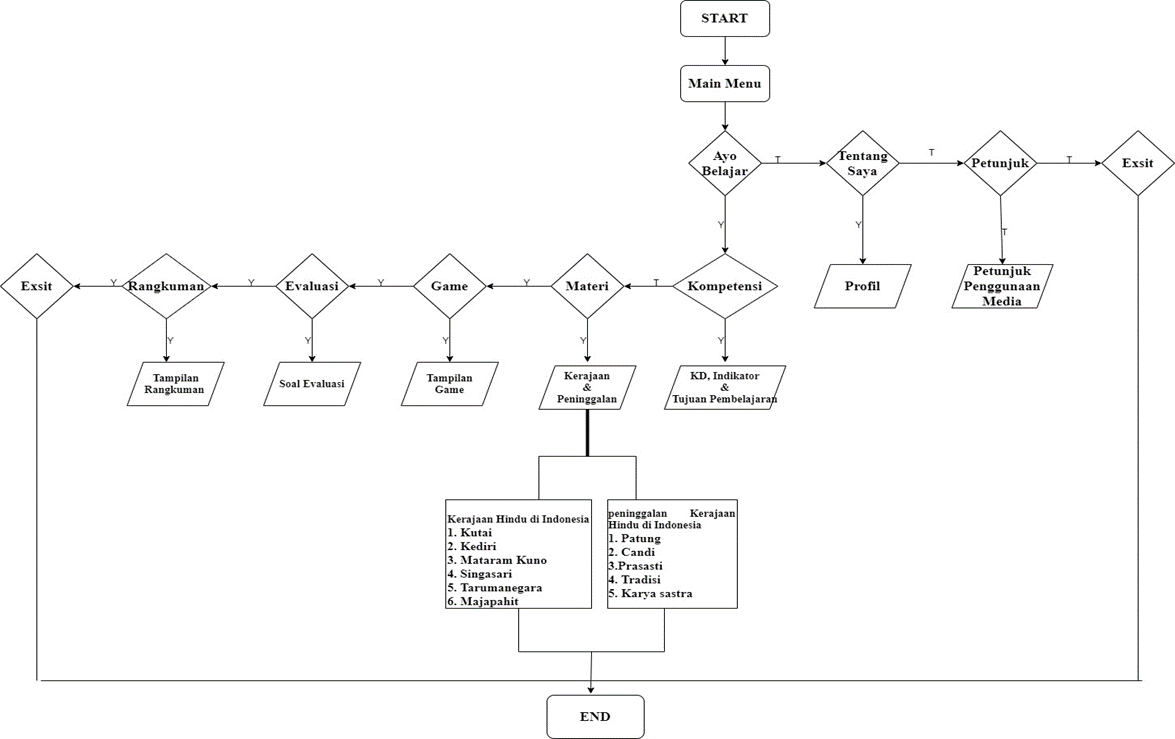 START
Main Menu
Ayo
Belajar
T
Tentang
Saya
T
Petunjuk
T
Exsit
Y
Y
T
Profil
Petunjuk
Penggunaan
Media
Exsit
Y
Rangkuman
Y
Evaluasi
Y
Game
Y
Materi
T
Kompetensi
Y
Y
Y
Y
Y
Tampilan
Rangkuman
Soal Evaluasi
Tampilan
Game
Kerajaan
&
Peninggalan
KD, Indikator
&
Tujuan Pembelajaran
Kerajaan Hindu di Indonesia
1. Kutai
2. Kediri
3. Mataram Kuno
4. Singasari
5. Tarumanegara
6. Majapahit
peninggalan Kerajaan
Hindu di Indonesia
1. Patung
2. Candi
3.Prasasti
4. Tradisi
5. Karya sastra
END